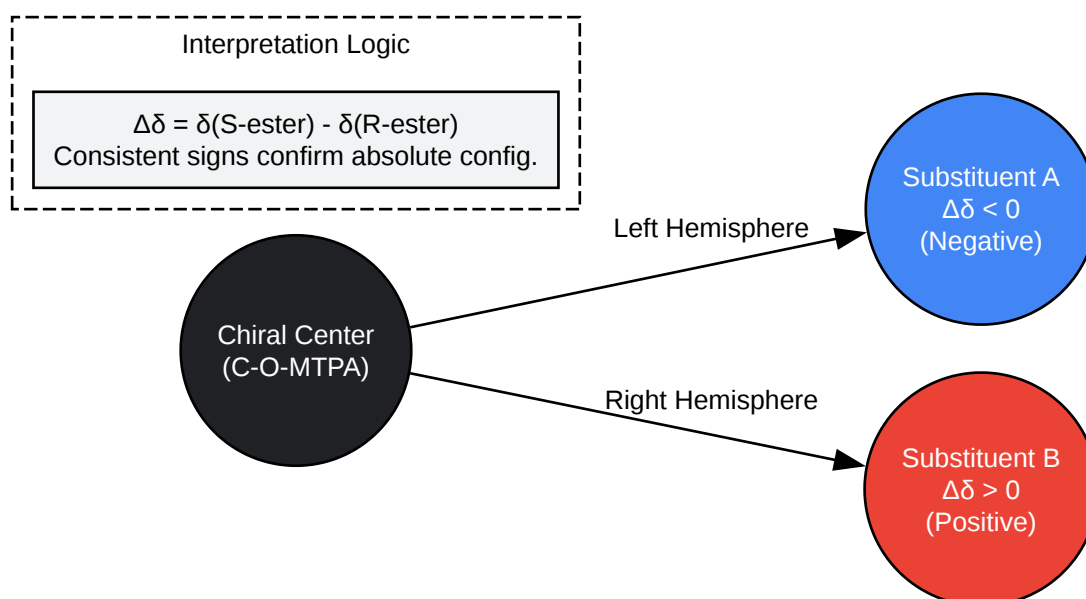 Interpretation Logic
Δδ = δ(S-ester) - δ(R-ester)
Consistent signs confirm absolute config.
Substituent A
Δδ < 0
(Negative)
Left Hemisphere
Chiral Center
(C-O-MTPA)
Right Hemisphere
Substituent B
Δδ > 0
(Positive)